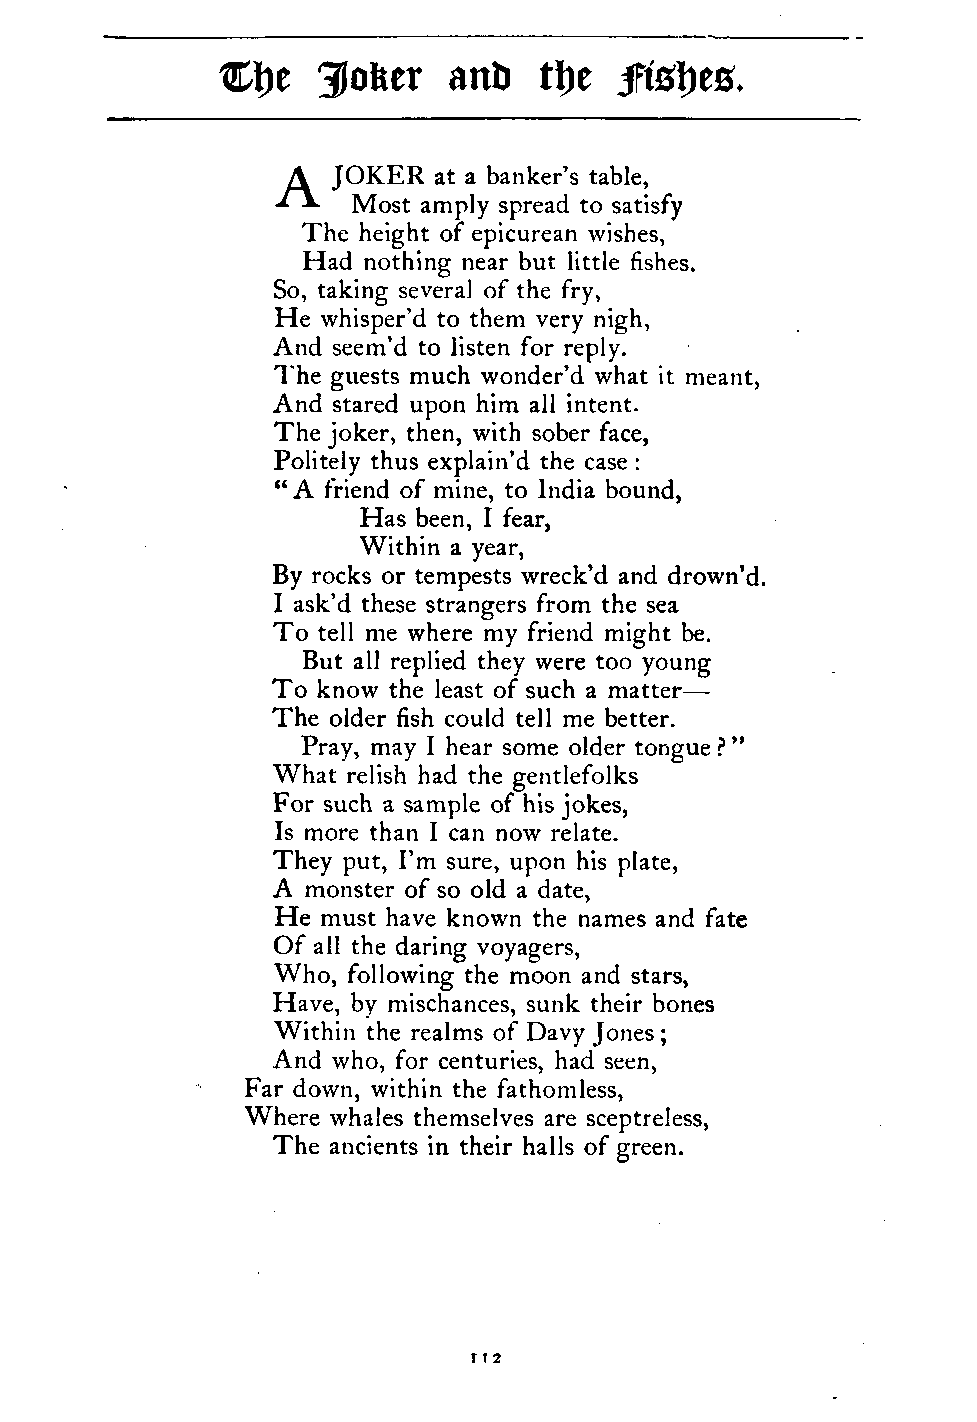 The Joker and the Fishes.
A JOKER at a banker's table,
Most amply spread to satisfy
The height of epicurean wishes,
Had nothing near but little fishes.
So, taking several of the fry,
He whisper'd to them very nigh,
And seem'd to listen for reply.
The guests much wonder'd what it meant,
And stared upon him all intent.
The joker, then, with sober face,
Politely thus explain'd the case :
“ A friend of mine, to India bound,
Has been, I fear,
Within a year,
By rocks or tempests wreck'd and drown'd.
I ask'd these strangers from the sea
To tell me where my friend might be.
But all replied they were too young
To know the least of such a matter—
The older fish could tell me better.
Pray, may I hear some older tongue ? ”
What relish had the gentlefolks
For such a sample of his jokes,
Is more than I can now relate.
They put, I'm sure, upon his plate,
A monster of so old a date,
He must have known the names and fate
Of all the daring voyagers,
Who, following the moon and stars,
Have, by mischances, sunk their bones
Within the realms of Davy Jones ;
And who, for centuries, had seen,
Far down, within the fathomless,
Where whales themselves are sceptreless,
The ancients in their halls of green.
112